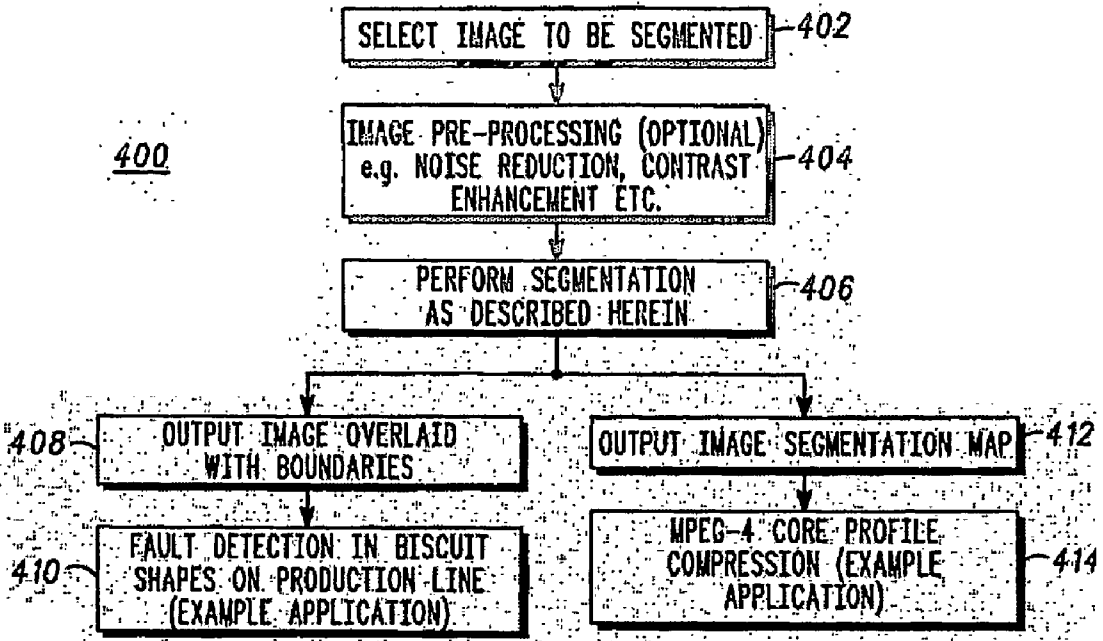 SELECT IMAGE TO BE SEGMENTED
402
400
IMAGE PRE-PROCESSING (OPTIONAL)
e.g. NOISE REDUCTION, CONTRAST
ENHANCEMENT ETC.
404
PERFORM SEGMENTATION
AS DESCRIBED HEREIN
406
408
OUTPUT IMAGE OVERLAID
WITH BOUNDARIES
OUTPUT IMAGE SEGMENTATION MAP
412
410
FAULT DETECTION IN BISCUIT
SHAPES ON PRODUCTION LINE
(EXAMPLE APPLICATION)
MPEG-4 CORE PROFILE
COMPRESSION (EXAMPLE
APPLICATION)
414